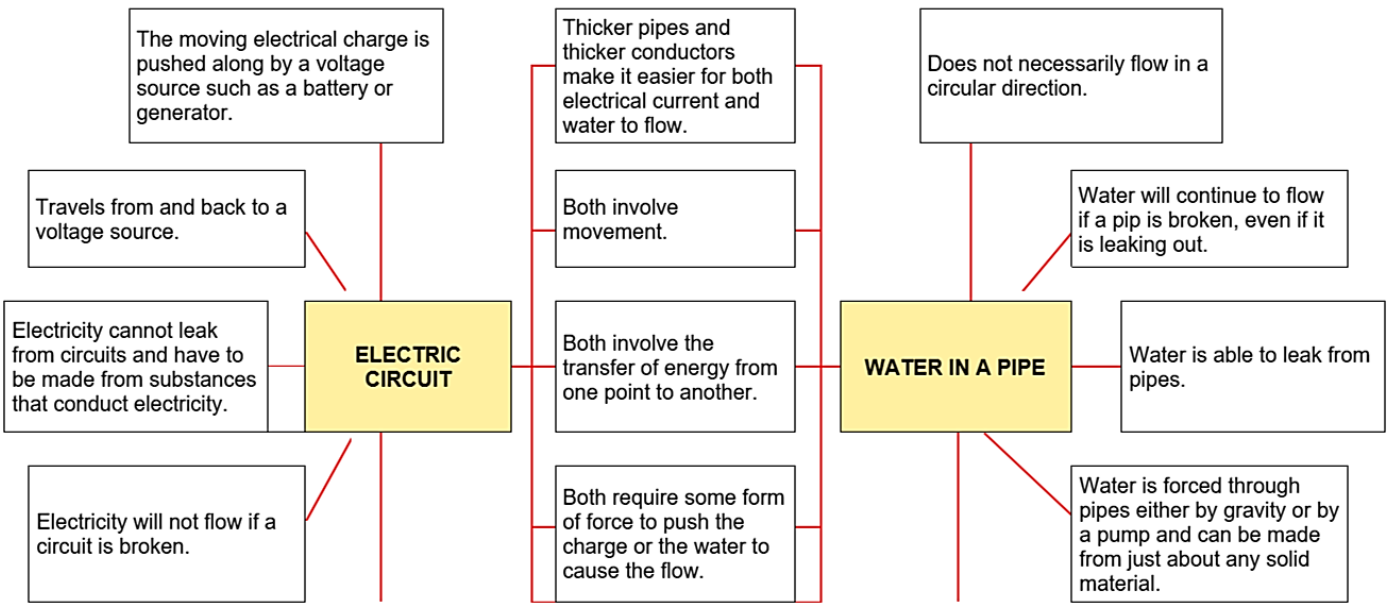 The moving electrical charge is
pushed along by a voltage
source such as a battery or
generator.
Thicker pipes and
thicker conductors
make it easier for both
electrical current and
water to flow.
Does not necessarily flow in a
circular direction.
Travels from and back to a
voltage source.
Both involve
movement.
Water will continue to flow
if a pip is broken, even if it
is leaking out.
Electricity cannot leak
from circuits and have to
be made from substances
that conduct electricity.
ELECTRIC
CIRCUIT
Both involve the
transfer of energy from
one point to another.
WATER IN A PIPE
Water is able to leak from
pipes.
Electricity will not flow if a
circuit is broken.
Both require some form
of force to push the
charge or the water to
cause the flow.
Water is forced through
pipes either by gravity or by
a pump and can be made
from just about any solid
material.